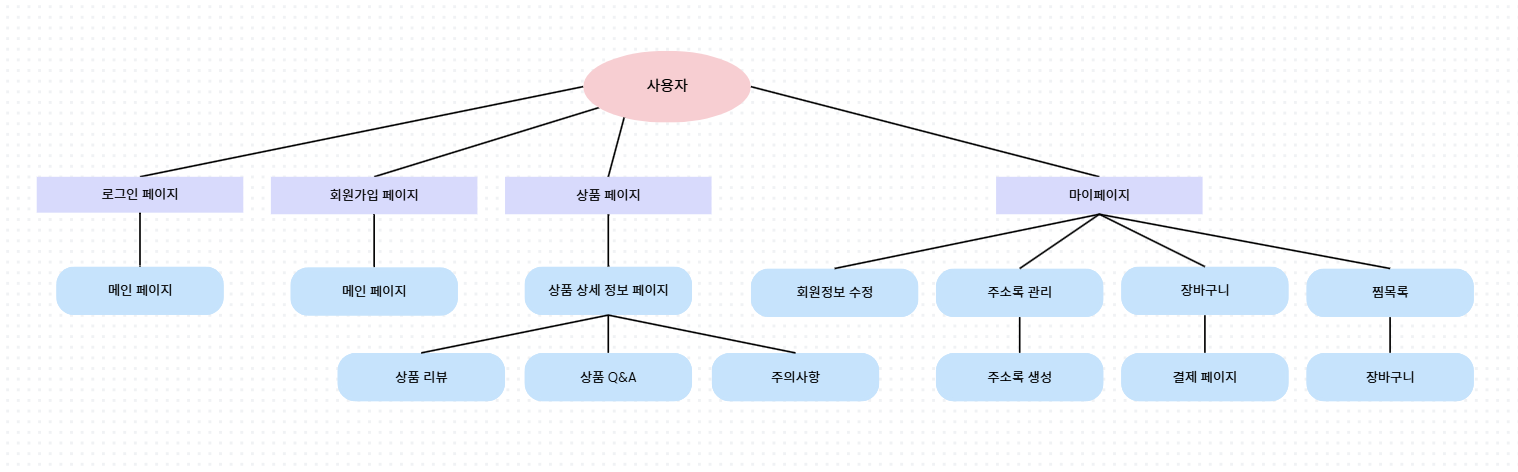 사용자
로그인 페이지
회원가입 페이지
상품 페이지
마이페이지
메인 페이지
메인 페이지
상품 상세 정보 페이지
회원정보 수정
주소록 관리
장바구니
찜목록
상품 리뷰
상품 Q&A
주의사항
주소록 생성
결제 페이지
장바구니